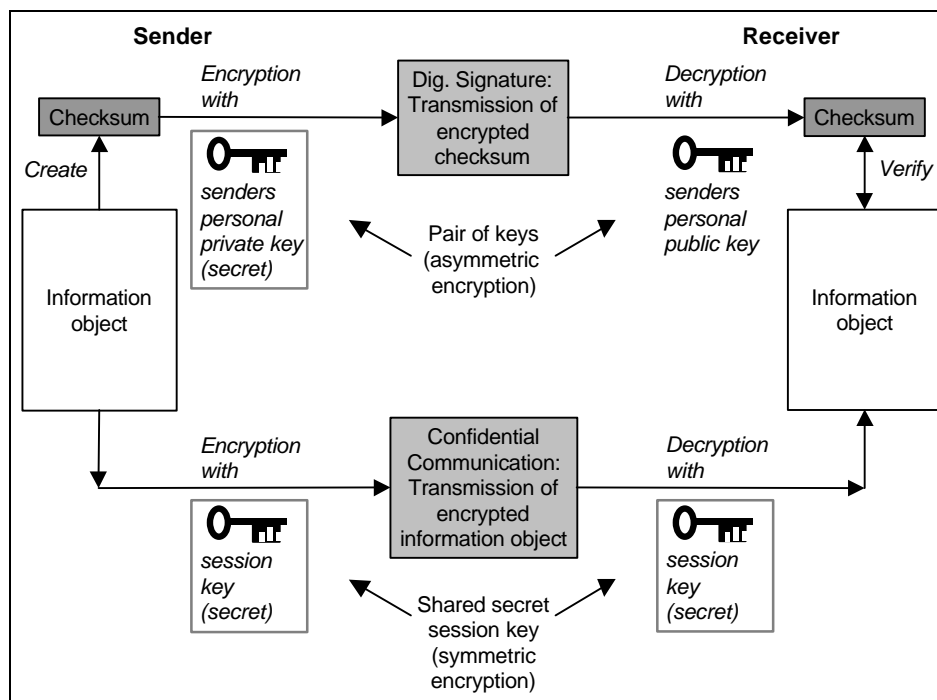 Sender
Receiver
Encryption
with
Dig. Signature:
Transmission of
encrypted
checksum
Decryption
with
Checksum
Checksum
Create
Verify
senders
personal
private key
(secret)
senders
personal
public key
Pair of keys
(asymmetric
encryption)
Information
object
Information
object
Encryption
with
Confidential
Communication:
Transmission of
encrypted
information object
Decryption
with
session
key
(secret)
session
key
(secret)
Shared secret
session key
(symmetric
encryption)